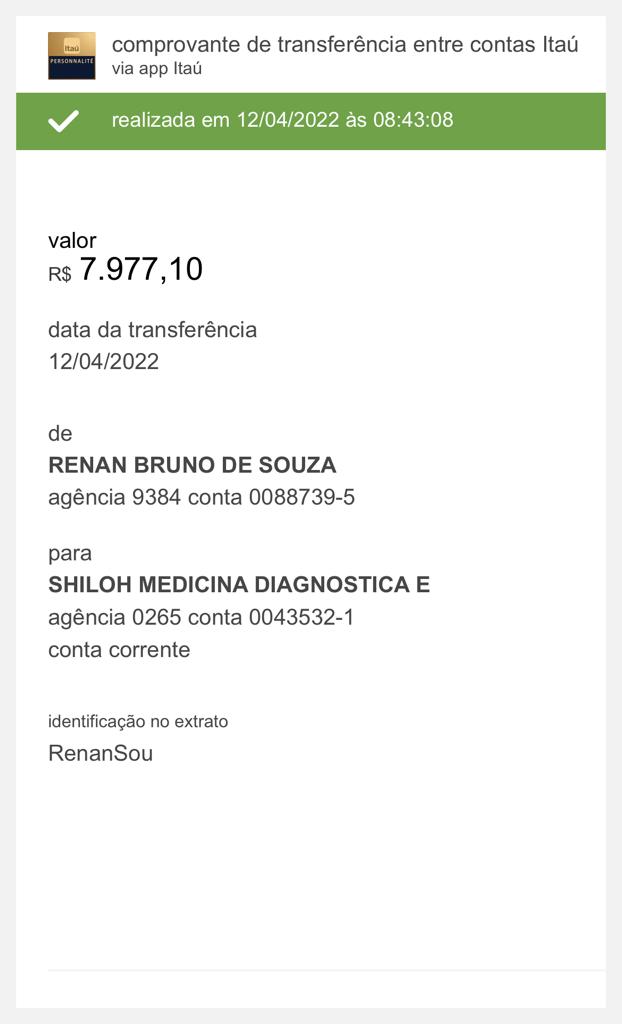 Itaú
PERSONNALITÉ
comprovante de transferência entre contas Itaú
via app Itaú
realizada em 12/04/2022 às 08:43:08
valor
R$ 7.977,10
data da transferência
12/04/2022
de
RENAN BRUNO DE SOUZA
agência 9384 conta 0088739-5
para
SHILOH MEDICINA DIAGNOSTICA E
agência 0265 conta 0043532-1
conta corrente
identificação no extrato
RenanSou